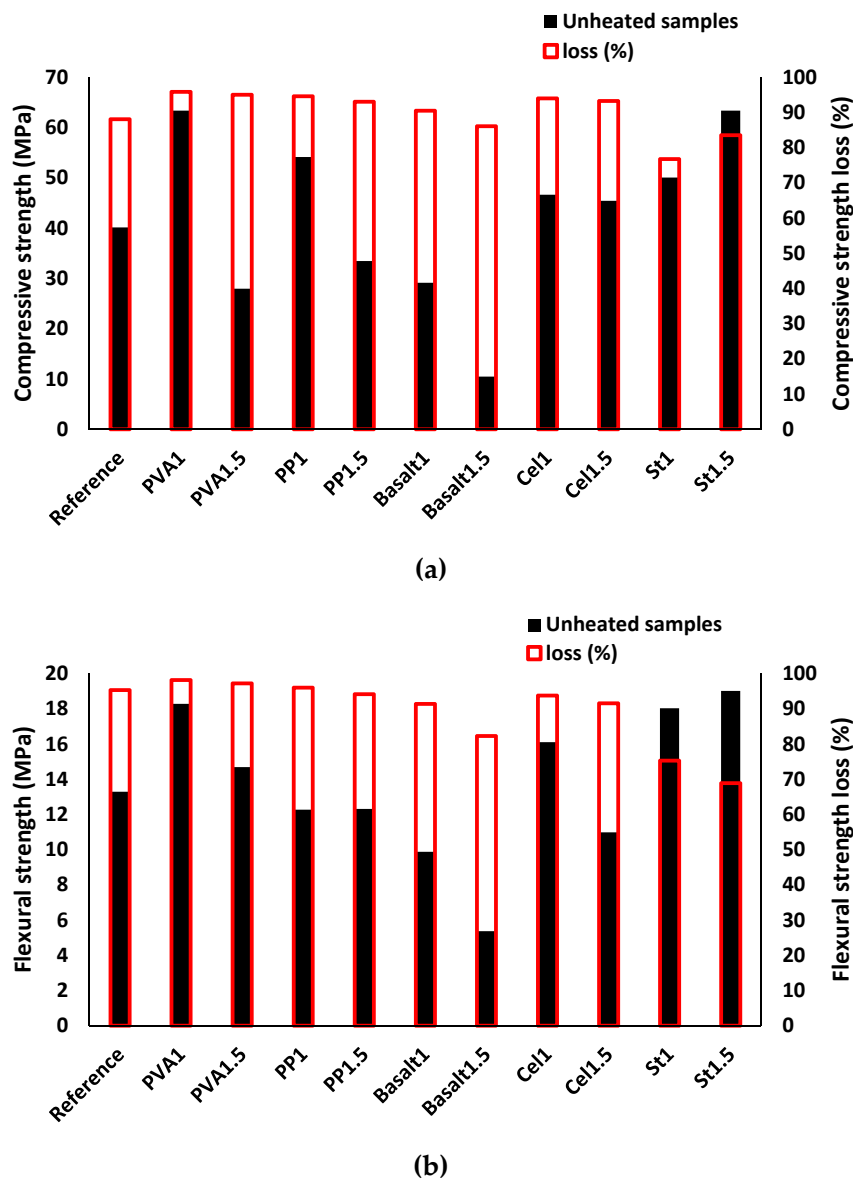 Unheated samples
loss (%)
Compressive strength (MPa)
70
60
50
40
30
20
10
0
Compressive strength loss (%)
100
90
80
70
60
50
40
30
20
10
0
Reference
PVA1
PVA1.5
PP1
PP1.5
Basalt1
Basalt1.5
Cel1
Cel1.5
St1
St1.5
(a)
Unheated samples
loss (%)
Flexural strength (MPa)
20
18
16
14
12
10
8
6
4
2
0
Flexural strength loss (%)
100
90
80
70
60
50
40
30
20
10
0
Reference
PVA1
PVA1.5
PP1
PP1.5
Basalt1
Basalt1.5
Cel1
Cel1.5
St1
St1.5
(b)